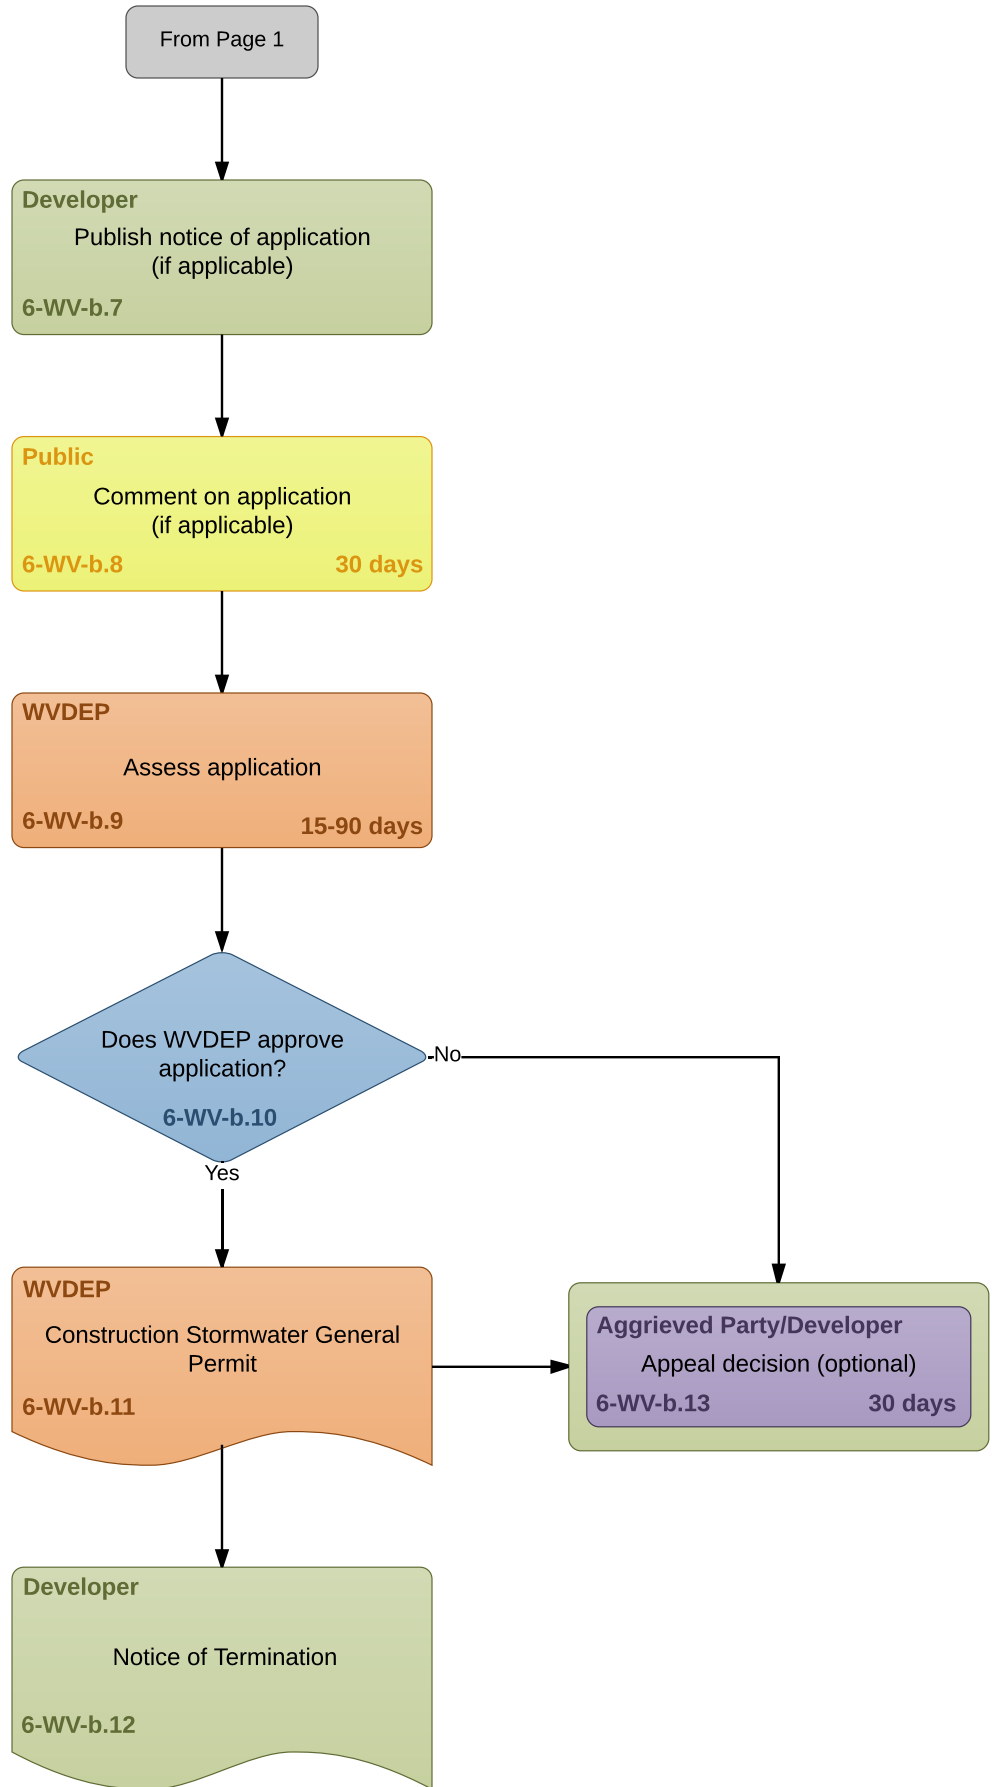 From Page 1
Developer
Publish notice of application
(if applicable)
6-WV-b.7
Public
Comment on application
(if applicable)
6-WV-b.8
30 days
WVDEP
Assess application
6-WV-b.9
15-90 days
Does WVDEP approve
application?
6-WV-b.10
No
Yes
WVDEP
Construction Stormwater General
Permit
6-WV-b.11
Aggrieved Party/Developer
Appeal decision (optional)
6-WV-b.13
30 days
Developer
Notice of Termination
6-WV-b.12